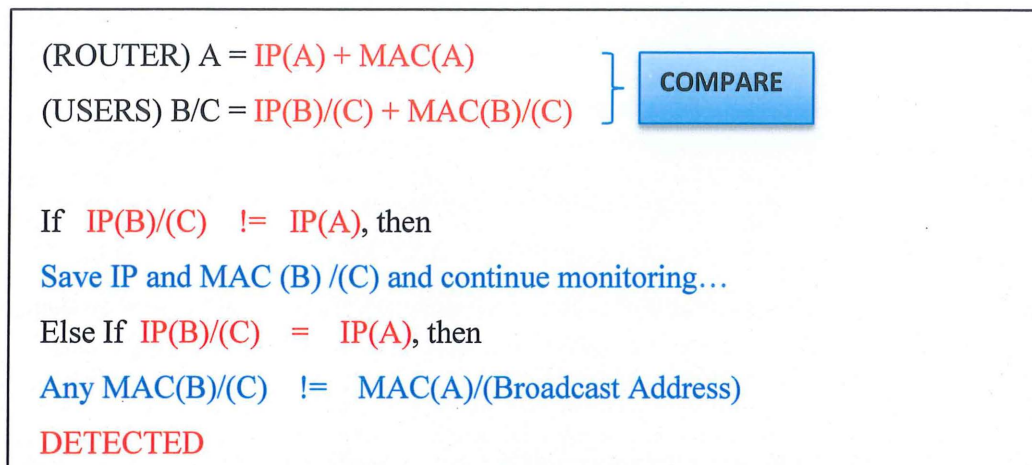 (ROUTER) A = IP(A) + MAC(A)
(USERS) B/C = IP(B)/(C) + MAC(B)/(C)
COMPARE
If IP(B)/(C) != IP(A), then
Save IP and MAC (B) /(C) and continue monitoring…
Else If IP(B)/(C) = IP(A), then
Any MAC(B)/(C) != MAC(A)/(Broadcast Address)
DETECTED